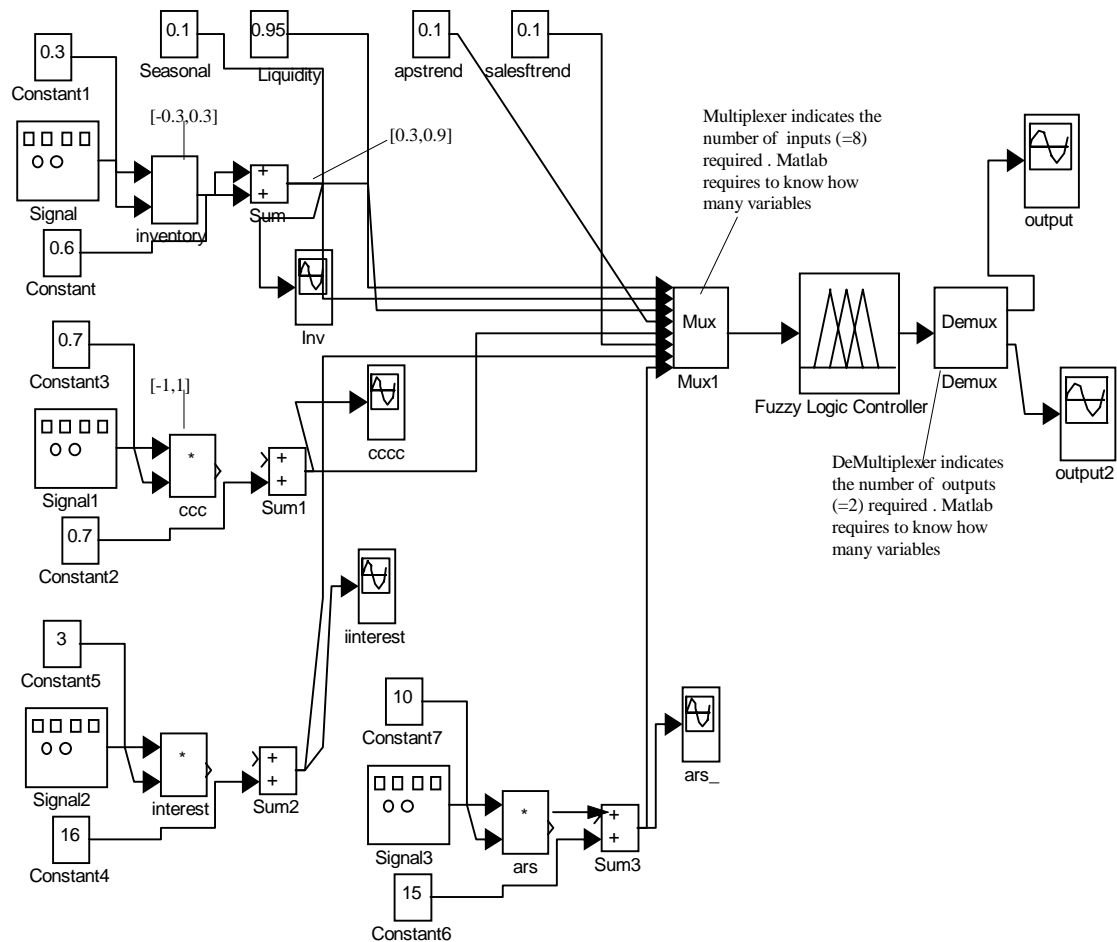 0.3
Constant1
0.1
Seasonal
0.95
Liquidity
0.1
apstrend
0.1
salesftrend
[-0.3,0.3]
[0.3,0.9]
Signal
inventory
+
+
Sum
0.6
Constant
Inv
Multiplexer indicates the
number of inputs (=8)
required . Matlab
requires to know how
many variables
output
Mux
Mux1
Fuzzy Logic Controller
Demux
Demux
output2
DeMultiplexer indicates
the number of outputs
(=2) required . Matlab
requires to know how
many variables
0.7
Constant3
[-1,1]
Signal1
*
ccc
+
+
Sum1
cccc
0.7
Constant2
iinterest
3
Constant5
Signal2
*
interest
+
+
Sum2
16
Constant4
10
Constant7
Signal3
*
ars
+
+
Sum3
ars_
15
Constant6